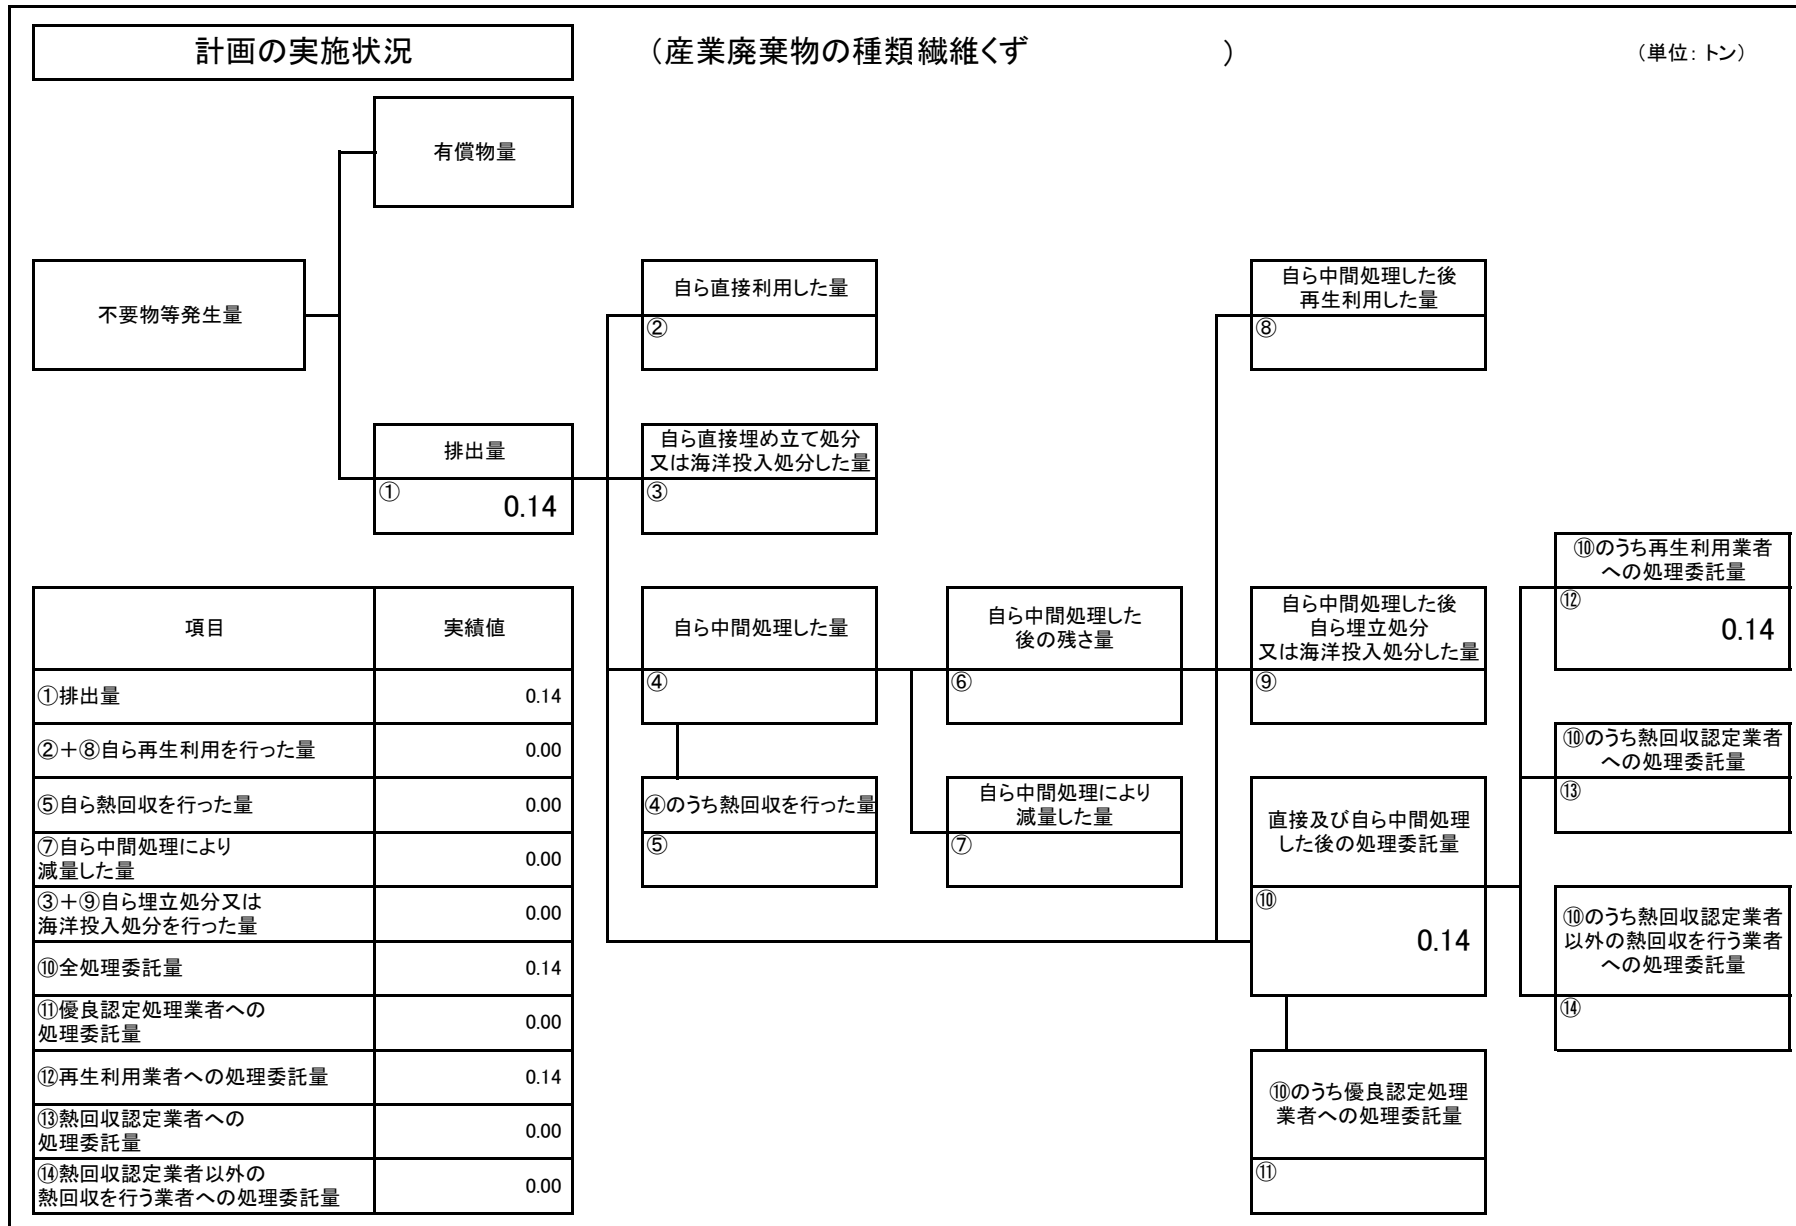 計画の実施状況
（産業廃棄物の種類繊維くず　　　　　　　）
（単位：トン）
有償物量
不要物等発生量
自ら直接利用した量
②
自ら中間処理した後
再生利用した量
⑧
排出量
①
0.14
自ら直接埋め立て処分
又は海洋投入処分した量
③
⑩のうち再生利用業者
への処理委託量
⑫
0.14
自ら中間処理した量
④
自ら中間処理した
後の残さ量
⑥
自ら中間処理した後
自ら埋立処分
又は海洋投入処分した量
⑨
⑩のうち熱回収認定業者
への処理委託量
⑬
④のうち熱回収を行った量
⑤
自ら中間処理により
減量した量
⑦
直接及び自ら中間処理
した後の処理委託量
⑩
0.14
⑩のうち熱回収認定業者
以外の熱回収を行う業者
への処理委託量
⑭
⑩のうち優良認定処理
業者への処理委託量
⑪
項目 実績値
①排出量 0.14
②＋⑧自ら再生利用を行った量 0.00
⑤自ら熱回収を行った量 0.00
⑦自ら中間処理により
減量した量 0.00
③＋⑨自ら埋立処分又は
海洋投入処分を行った量 0.00
⑩全処理委託量 0.14
⑪優良認定処理業者への
処理委託量 0.00
⑫再生利用業者への処理委託量 0.14
⑬熱回収認定業者への
処理委託量 0.00
⑭熱回収認定業者以外の
熱回収を行う業者への処理委託量 0.00